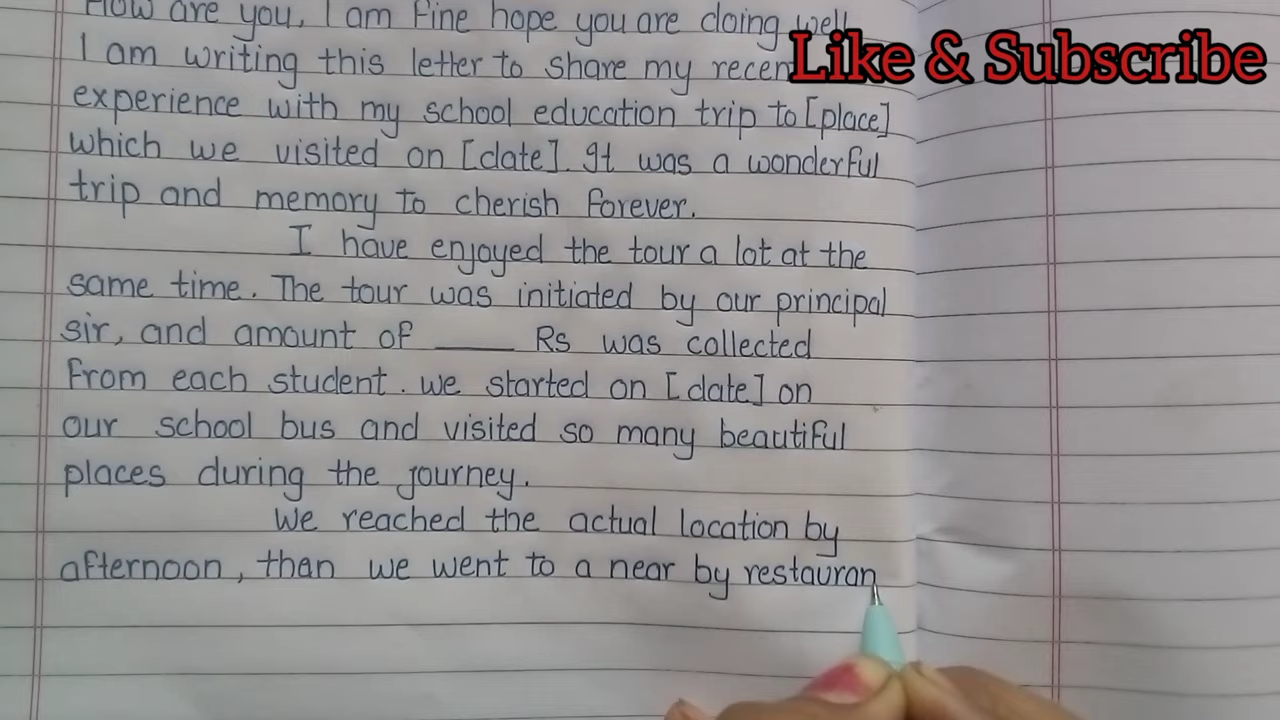 How are you, I am fine hope you are doing well
Like & Subscribe
I am writing this letter to share my recen
experience with my school education trip to [place]
which we visited on [date]. It was a wonderful
trip and memory to cherish forever.
I have enjoyed the tour a lot at the
same time. The tour was initiated by our principal
sir, and amount of ____ Rs was collected
from each student. we started on [date] on
our school bus and visited so many beautiful
places during the journey.
We reached the actual location by
afternoon, than we went to a near by restauran